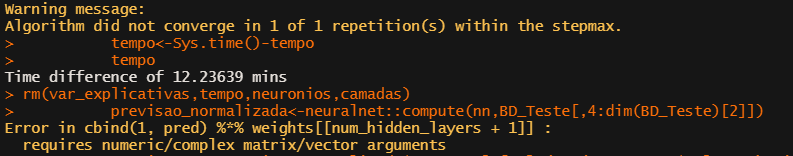 Warning message:
Algorithm did not converge in 1 of 1 repetition(s) within the stepmax.
>         tempo<-Sys.time()-tempo
>         tempo
Time difference of 12.23639 mins
> rm(var_explicativas,tempo,neuronios,camadas)
>         previsao_normalizada<-neuralnet::compute(nn,BD_Teste[,4:dim(BD_Teste)[2]])
Error in cbind(1, pred) %*% weights[[num_hidden_layers + 1]] :
  requires numeric/complex matrix/vector arguments